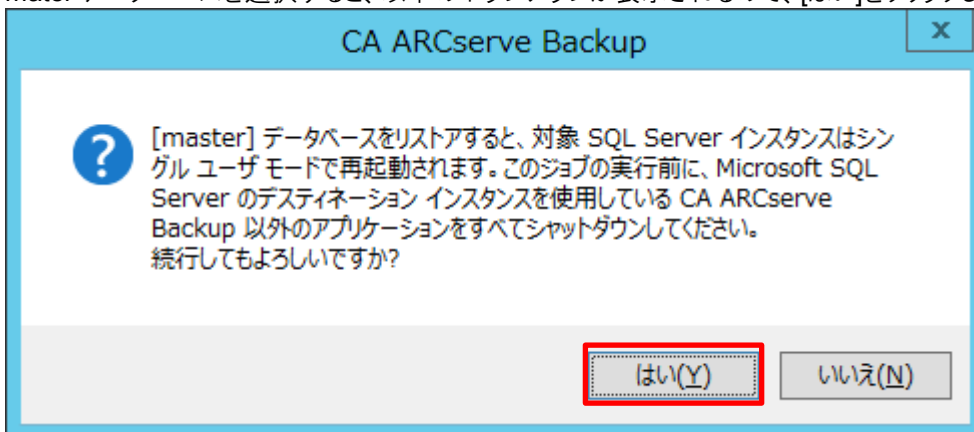 CA ARCserve Backup
x
[master] データベースをリストアすると、対象 SQL Server インスタンスはシン
グル ユーザ モードで再起動されます。このジョブの実行前に、Microsoft SQL
Server のデスティネーション インスタンスを使用している CA ARCserve
Backup 以外のアプリケーションをすべてシャットダウンしてください。
続行してもよろしいですか?
はい(Y) いいえ(N)